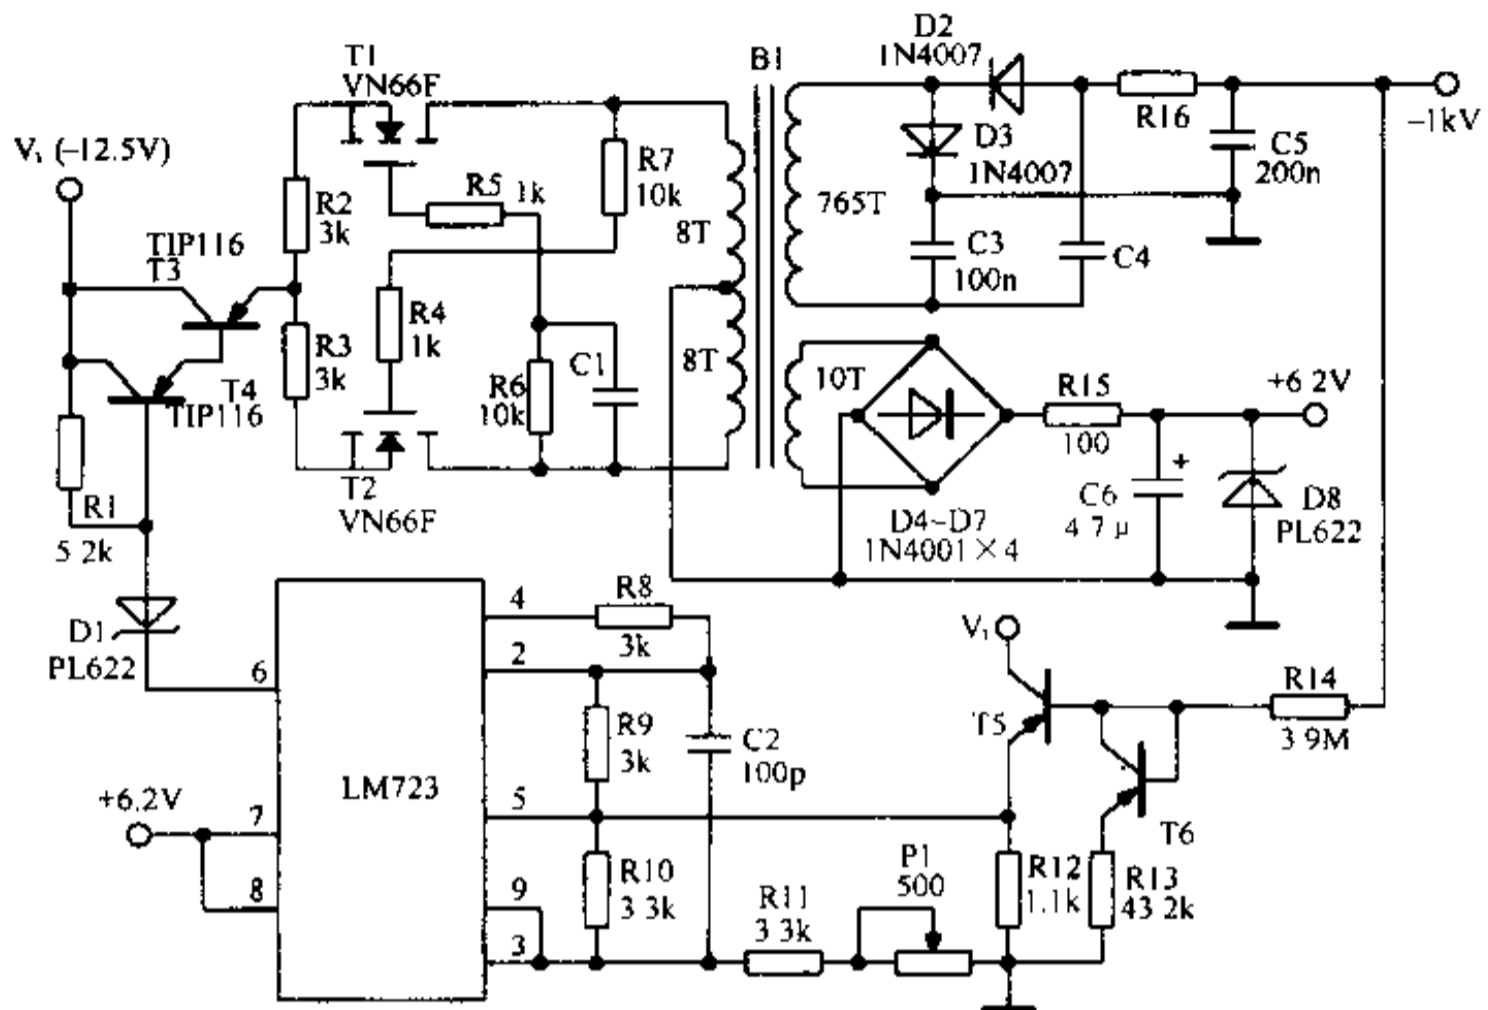 T1
VN66F
B1
D2
1N4007
-1kV
R16
C5
200n
D3
1N4007
V, (-12.5V)
R7
10k
R5 1k
R2
3k
8T
765T
TIP116
T3
C3
100n
C4
R4
1k
R3
3k
8T
C1
R6
10k
T4
TIP116
10T
R15
100
+6 2V
R1
5 2k
T2
VN66F
C6
4 7 μ
+
D8
PL622
D4~D7
1N4001×4
D1
PL622
6
4
R8
3k
2
R9
3k
C2
100p
LM723
+6.2V
7
8
5
R10
3 3k
9
3
R11
3 3k
P1
500
V,
T5
R14
3 9M
T6
R12
1.1k
R13
43 2k